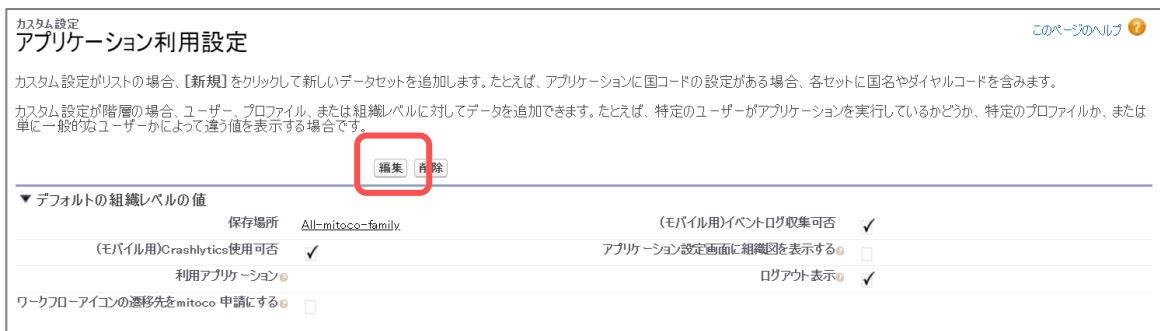 カスタム設定
アプリケーション利用設定
このページのヘルプ
カスタム設定がリストの場合、[新規] をクリックして新しいデータセットを追加します。たとえば、アプリケーションに国コードの設定がある場合、各セットに国名やダイヤルコードを含みます。
カスタム設定が階層の場合、ユーザー、プロファイル、または組織レベルに対してデータを追加できます。たとえば、特定のユーザーがアプリケーションを実行しているかどうか、特定のプロファイルか、または
単に一般的なユーザーかによって違う値を表示する場合です。
編集 削除
▼デフォルトの組織レベルの値
保存場所 All-mitoco-family (モバイル用)イベントログ収集可否
(モバイル用)Crashlytics使用可否 アプリケーション設定画面に組織図を表示する
利用アプリケーション ログアウト表示
ワークフローアイコンの遷移先をmitoco 申請にする